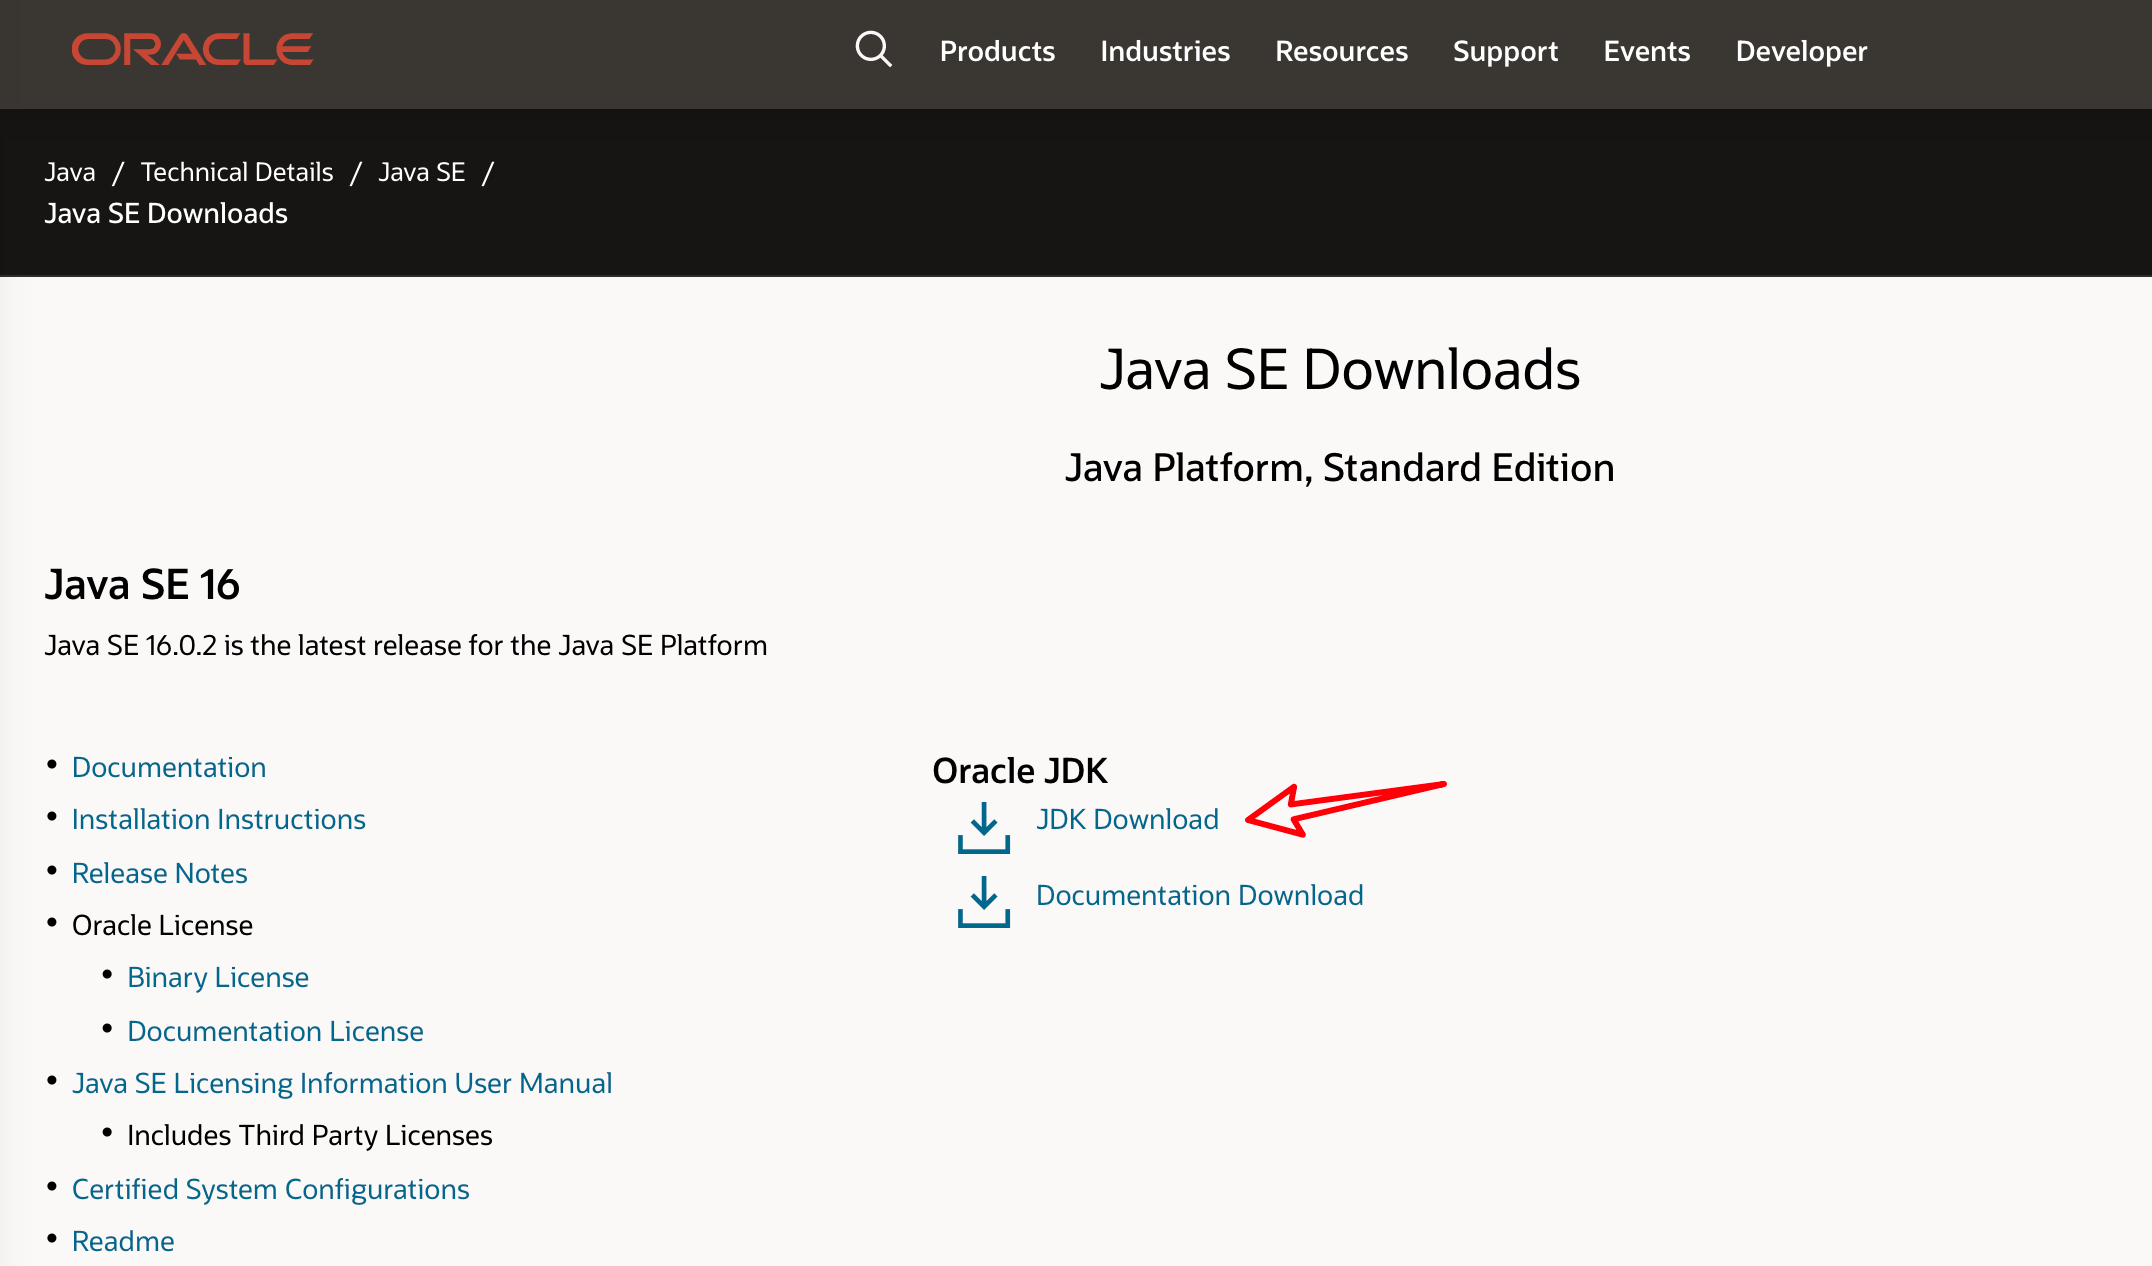 ORACLE
Products Industries Resources Support Events Developer
Java / Technical Details / Java SE /
Java SE Downloads
Java SE Downloads
Java Platform, Standard Edition
Java SE 16
Java SE 16.0.2 is the latest release for the Java SE Platform
• Documentation
• Installation Instructions
• Release Notes
• Oracle License
• Binary License
• Documentation License
• Java SE Licensing Information User Manual
• Includes Third Party Licenses
• Certified System Configurations
• Readme
Oracle JDK
JDK Download
Documentation Download